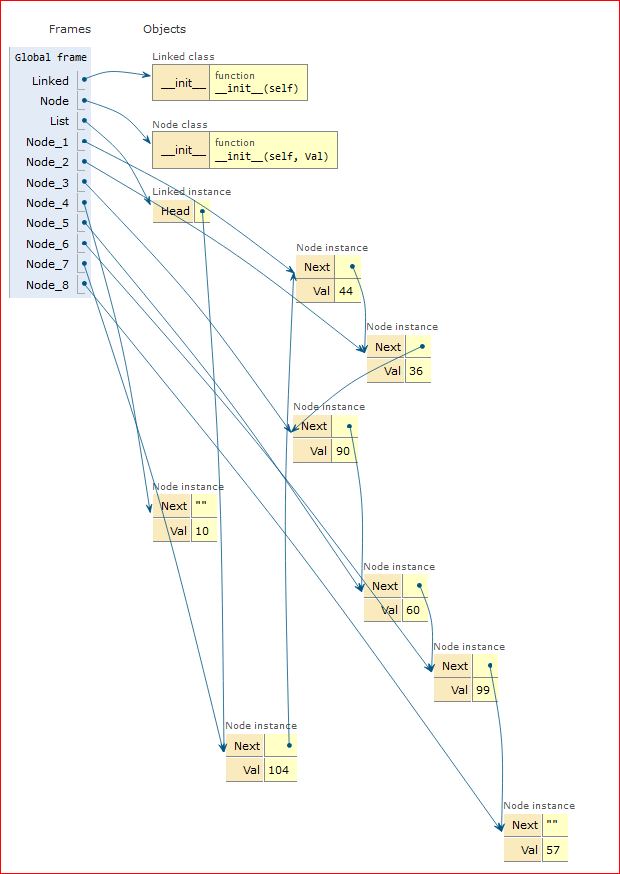 Frames Objects
Global frame
Linked
Node
List
Node_1
Node_2
Node_3
Node_4
Node_5
Node_6
Node_7
Node_8
Linked class
__init__ function
__init__(self)
Node class
__init__ function
__init__(self, Val)
Linked instance
Head
Node instance
Next
Val 44
Node instance
Next
Val 36
Node instance
Next
Val 90
Node instance
Next ""
Val 10
Node instance
Next
Val 60
Node instance
Next
Val 99
Node instance
Next
Val 104
Node instance
Next ""
Val 57